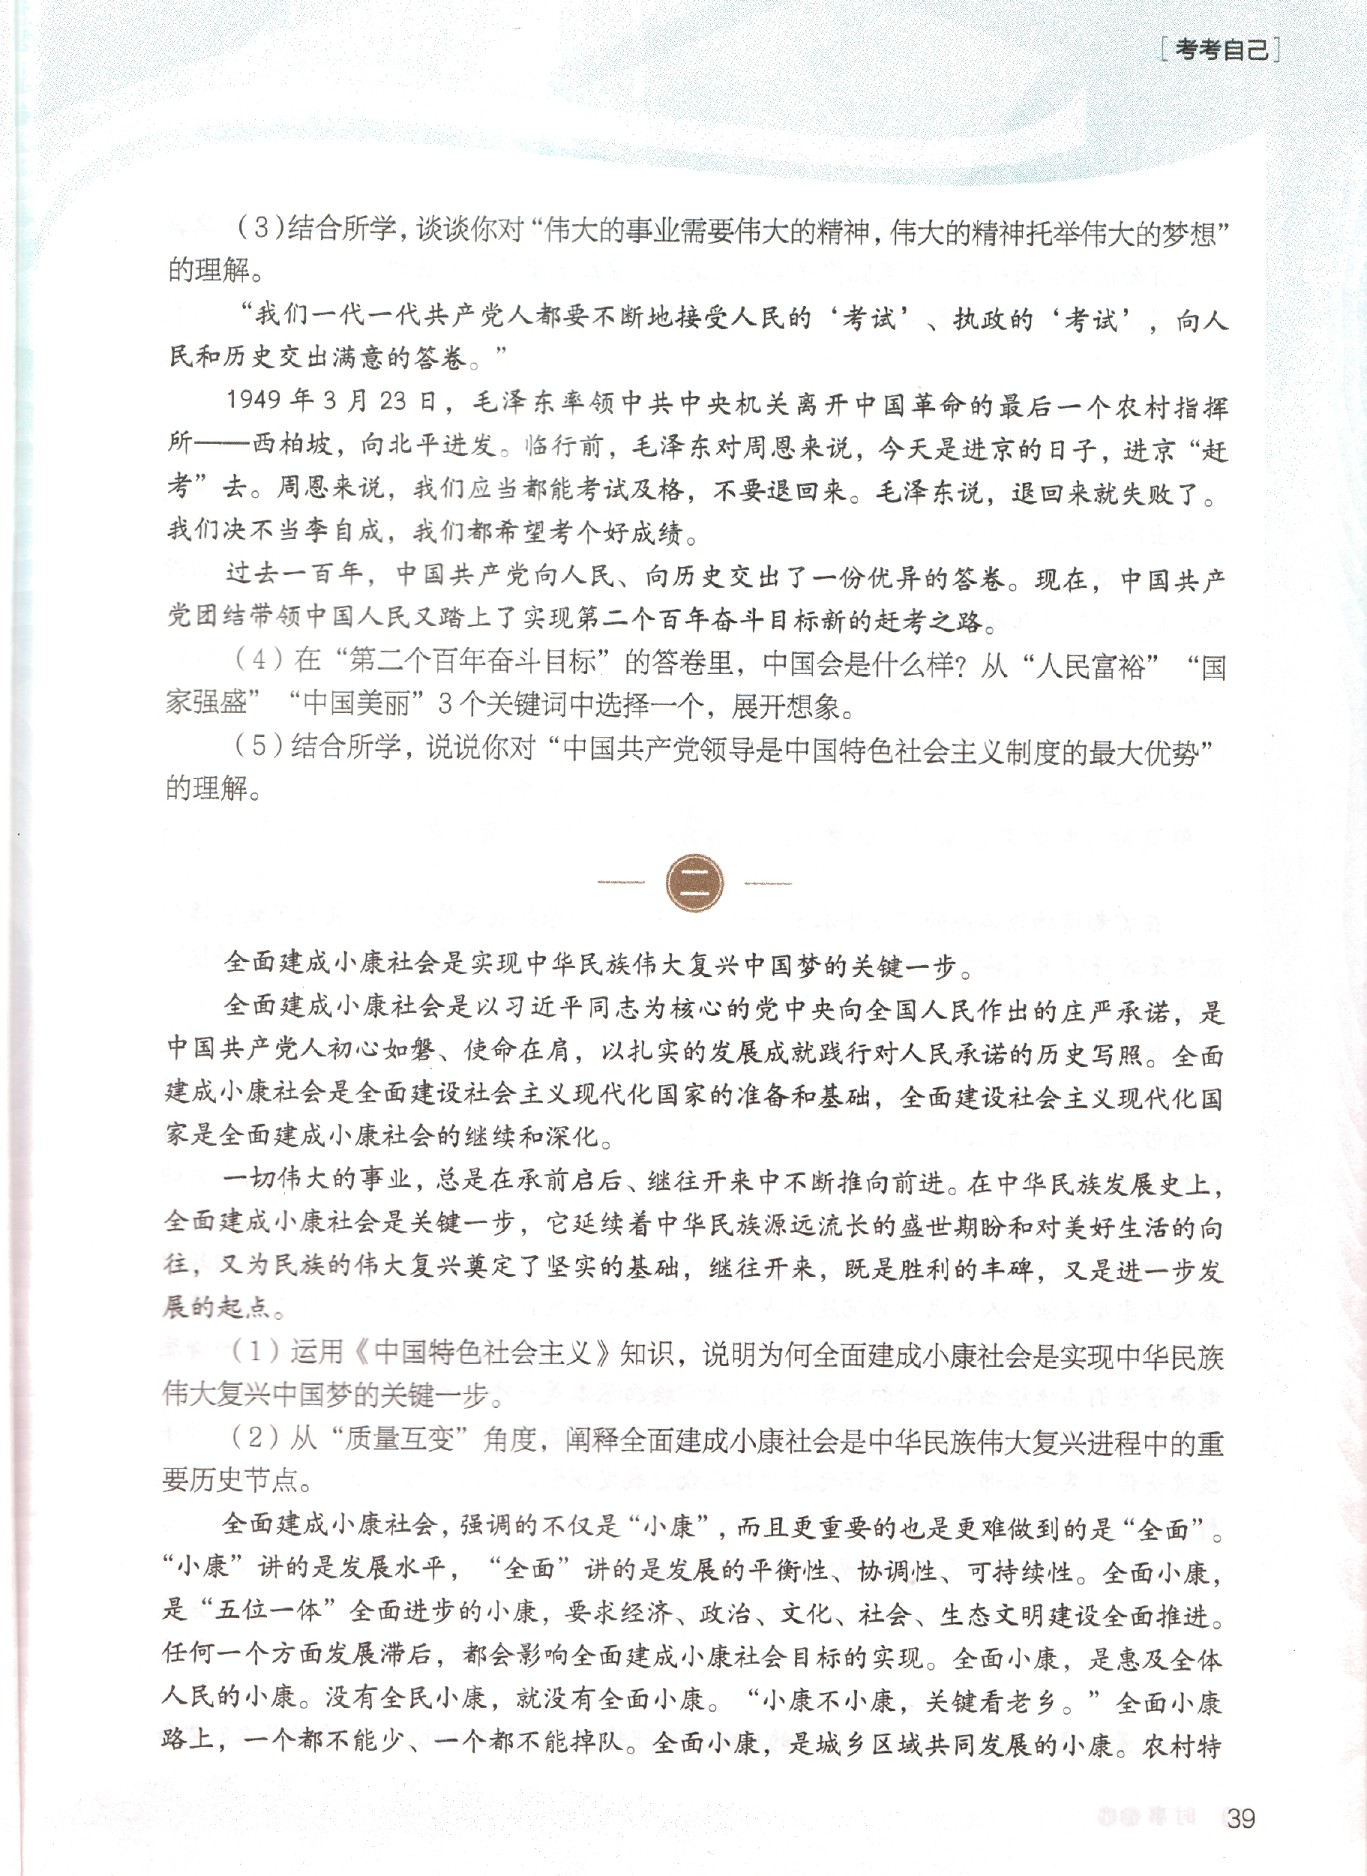 ［考考自己］
（3）结合所学，谈谈你对“伟大的事业需要伟大的精神，伟大的精神托举伟大的梦想”
的理解。
“我们一代一代共产党人都要不断地接受人民的‘考试’、执政的‘考试’，向人
民和历史交出满意的答卷。”
1949 年 3 月 23 日，毛泽东率领中共中央机关离开中国革命的最后一个农村指挥
所——西柏坡，向北平进发。临行前，毛泽东对周恩来说，今天是进京的日子，进京“赶
考”去。周恩来说，我们应当都能考试及格，不要退回来。毛泽东说，退回来就失败了。
我们决不当李自成，我们都希望考个好成绩。
过去一百年，中国共产党向人民、向历史交出了一份优异的答卷。现在，中国共产
党团结带领中国人民又踏上了实现第二个百年奋斗目标新的赶考之路。
（4）在“第二个百年奋斗目标”的答卷里，中国会是什么样？从“人民富裕”“国
家强盛”“中国美丽”3 个关键词中选择一个，展开想象。
（5）结合所学，说说你对“中国共产党领导是中国特色社会主义制度的最大优势”
的理解。
二
全面建成小康社会是实现中华民族伟大复兴中国梦的关键一步。
全面建成小康社会是以习近平同志为核心的党中央向全国人民作出的庄严承诺，是
中国共产党人初心如磐、使命在肩，以扎实的发展成就践行对人民承诺的历史写照。全面
建成小康社会是全面建设社会主义现代化国家的准备和基础，全面建设社会主义现代化国
家是全面建成小康社会的继续和深化。
一切伟大的事业，总是在承前启后、继往开来中不断推向前进。在中华民族发展史上，
全面建成小康社会是关键一步，它延续着中华民族源远流长的盛世期盼和对美好生活的向
往，又为民族的伟大复兴奠定了坚实的基础，继往开来，既是胜利的丰碑，又是进一步发
展的起点。
（1）运用《中国特色社会主义》知识，说明为何全面建成小康社会是实现中华民族
伟大复兴中国梦的关键一步。
（2）从“质量互变”角度，阐释全面建成小康社会是中华民族伟大复兴进程中的重
要历史节点。
全面建成小康社会，强调的不仅是“小康”，而且更重要的也是更难做到的是“全面”。
“小康”讲的是发展水平，“全面”讲的是发展的平衡性、协调性、可持续性。全面小康，
是“五位一体”全面进步的小康，要求经济、政治、文化、社会、生态文明建设全面推进。
任何一个方面发展滞后，都会影响全面建成小康社会目标的实现。全面小康，是惠及全体
人民的小康。没有全民小康，就没有全面小康。“小康不小康，关键看老乡。”全面小康
路上，一个都不能少、一个都不能掉队。全面小康，是城乡区域共同发展的小康。农村特
39